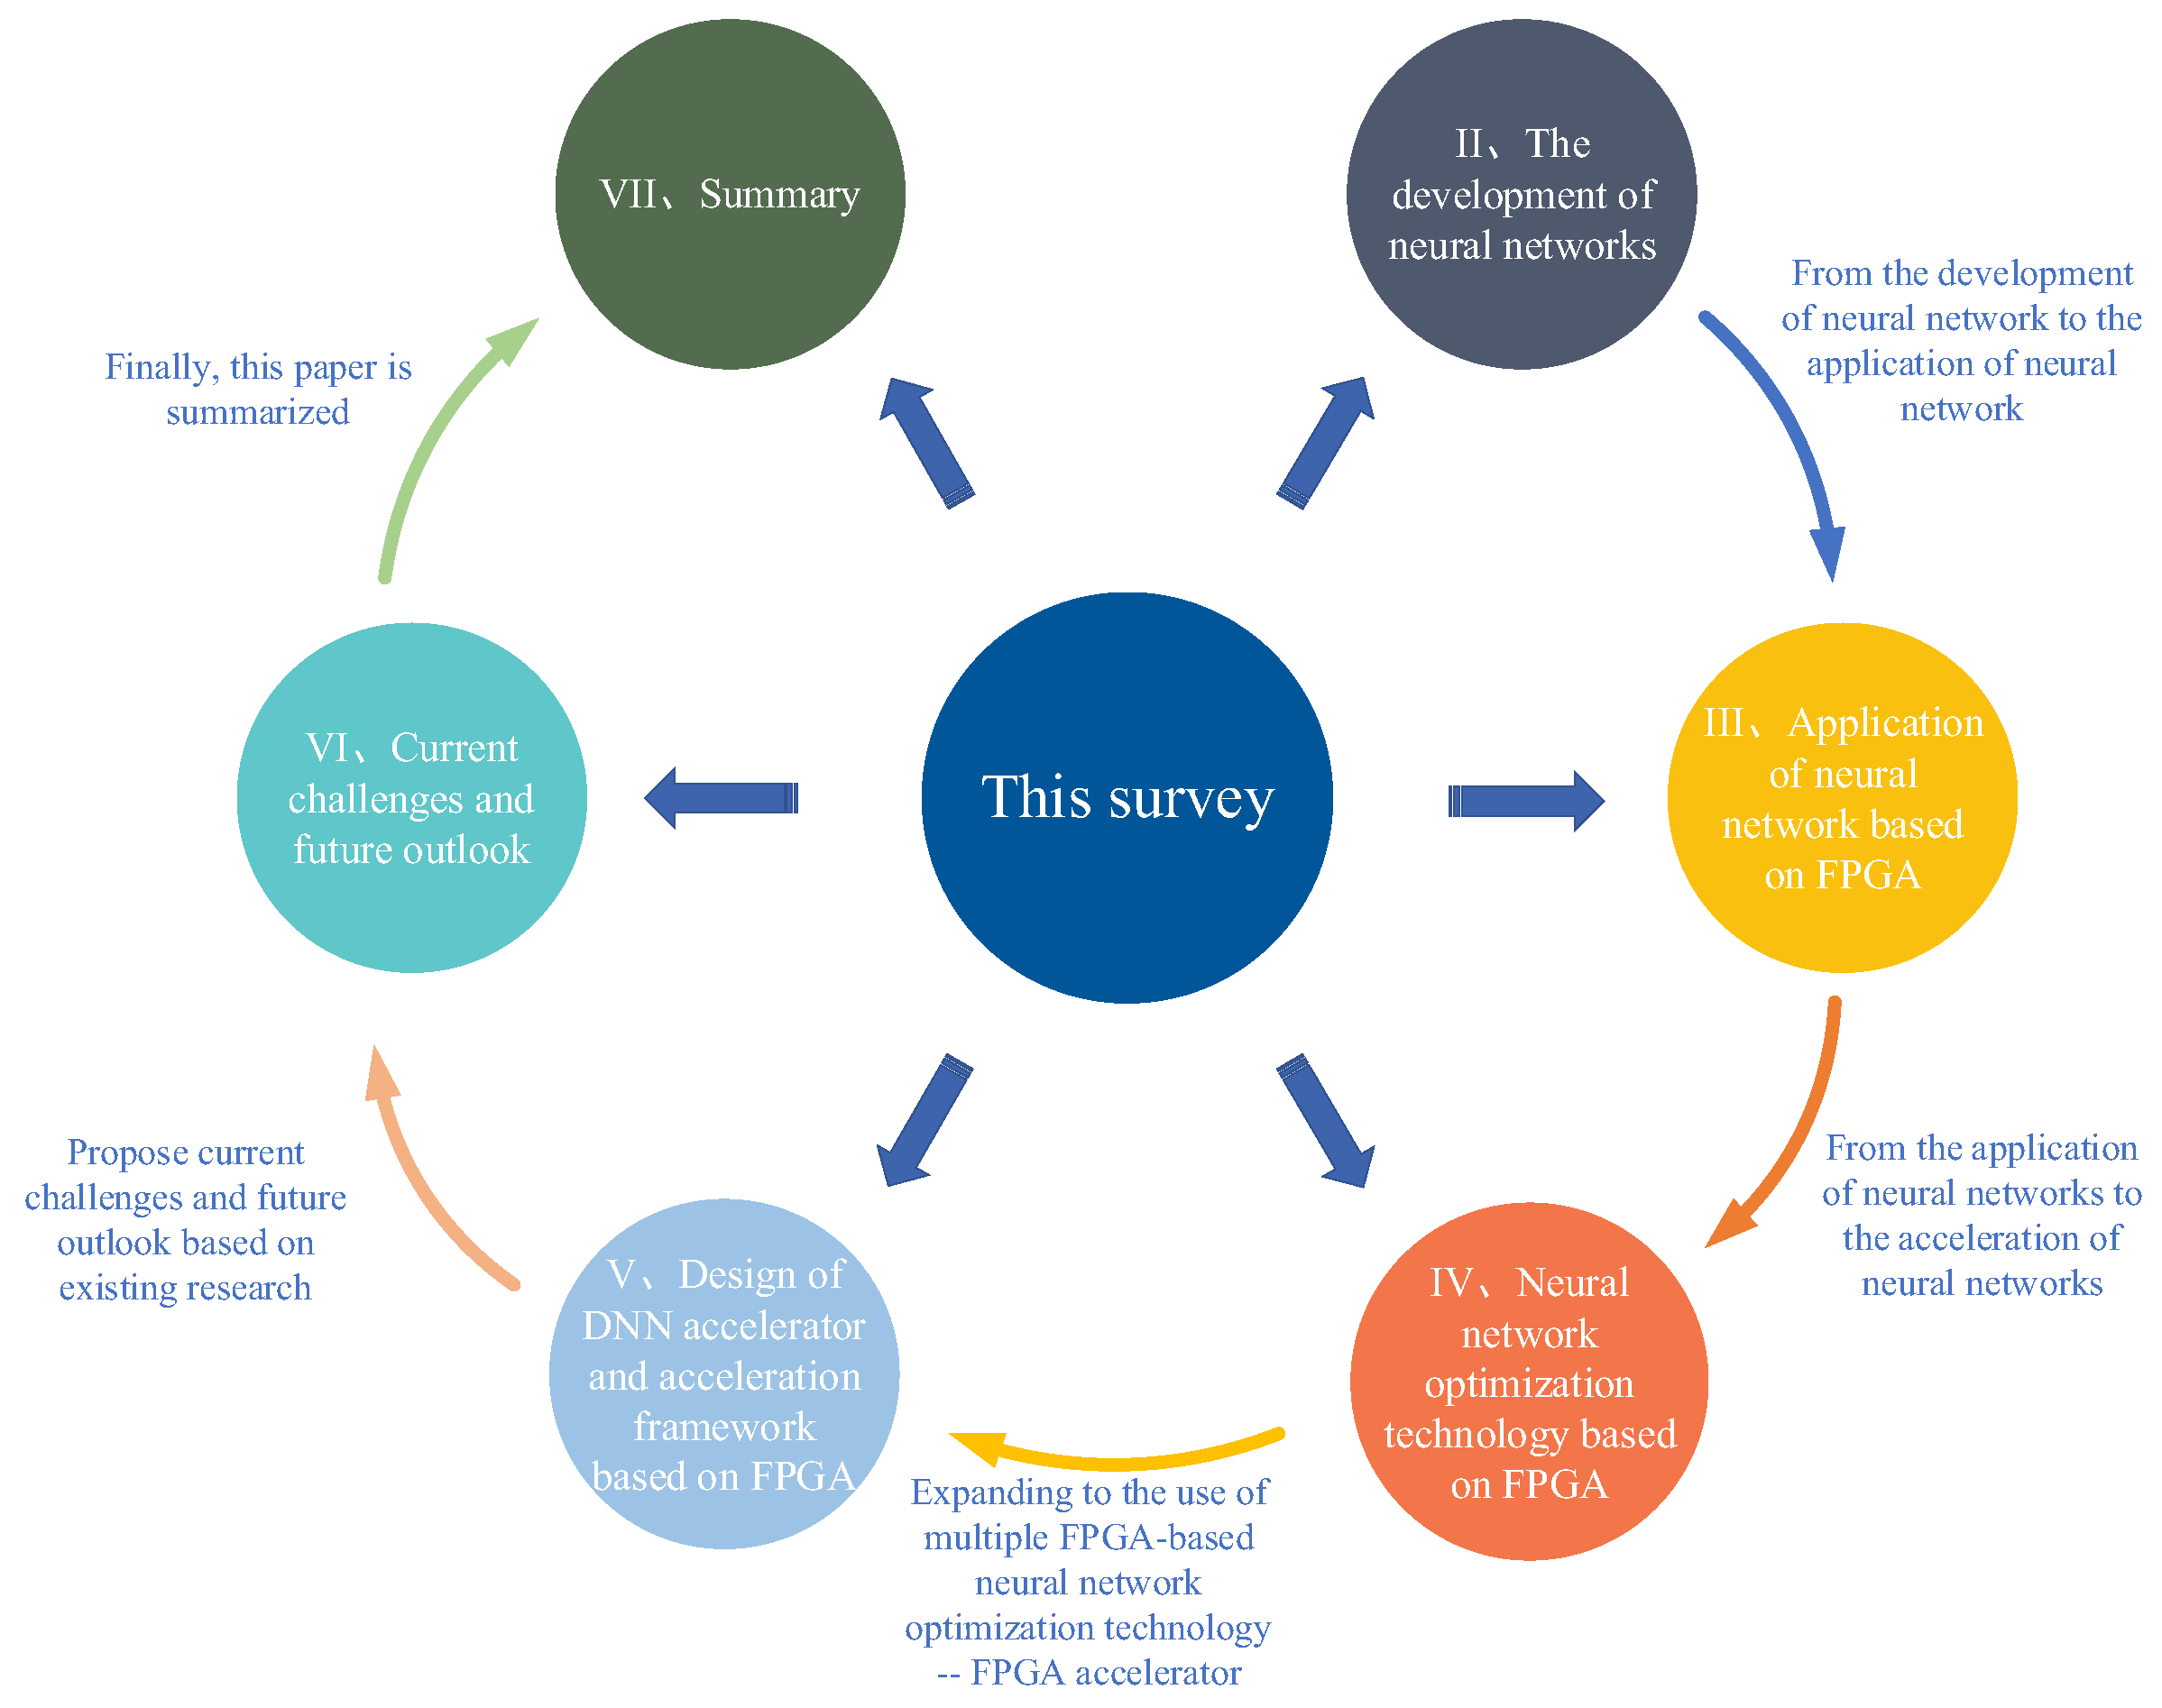 This survey
II、The
development of
neural networks
From the development
of neural network to the
application of neural
network
III、Application
of neural
network based
on FPGA
From the application
of neural networks to
the acceleration of
neural networks
IV、Neural
network
optimization
technology based
on FPGA
Expanding to the use of
multiple FPGA-based
neural network
optimization technology
-- FPGA accelerator
V、Design of
DNN accelerator
and acceleration
framework
based on FPGA
Propose current
challenges and future
outlook based on
existing research
VI、Current
challenges and
future outlook
Finally, this paper is
summarized
VII、Summary